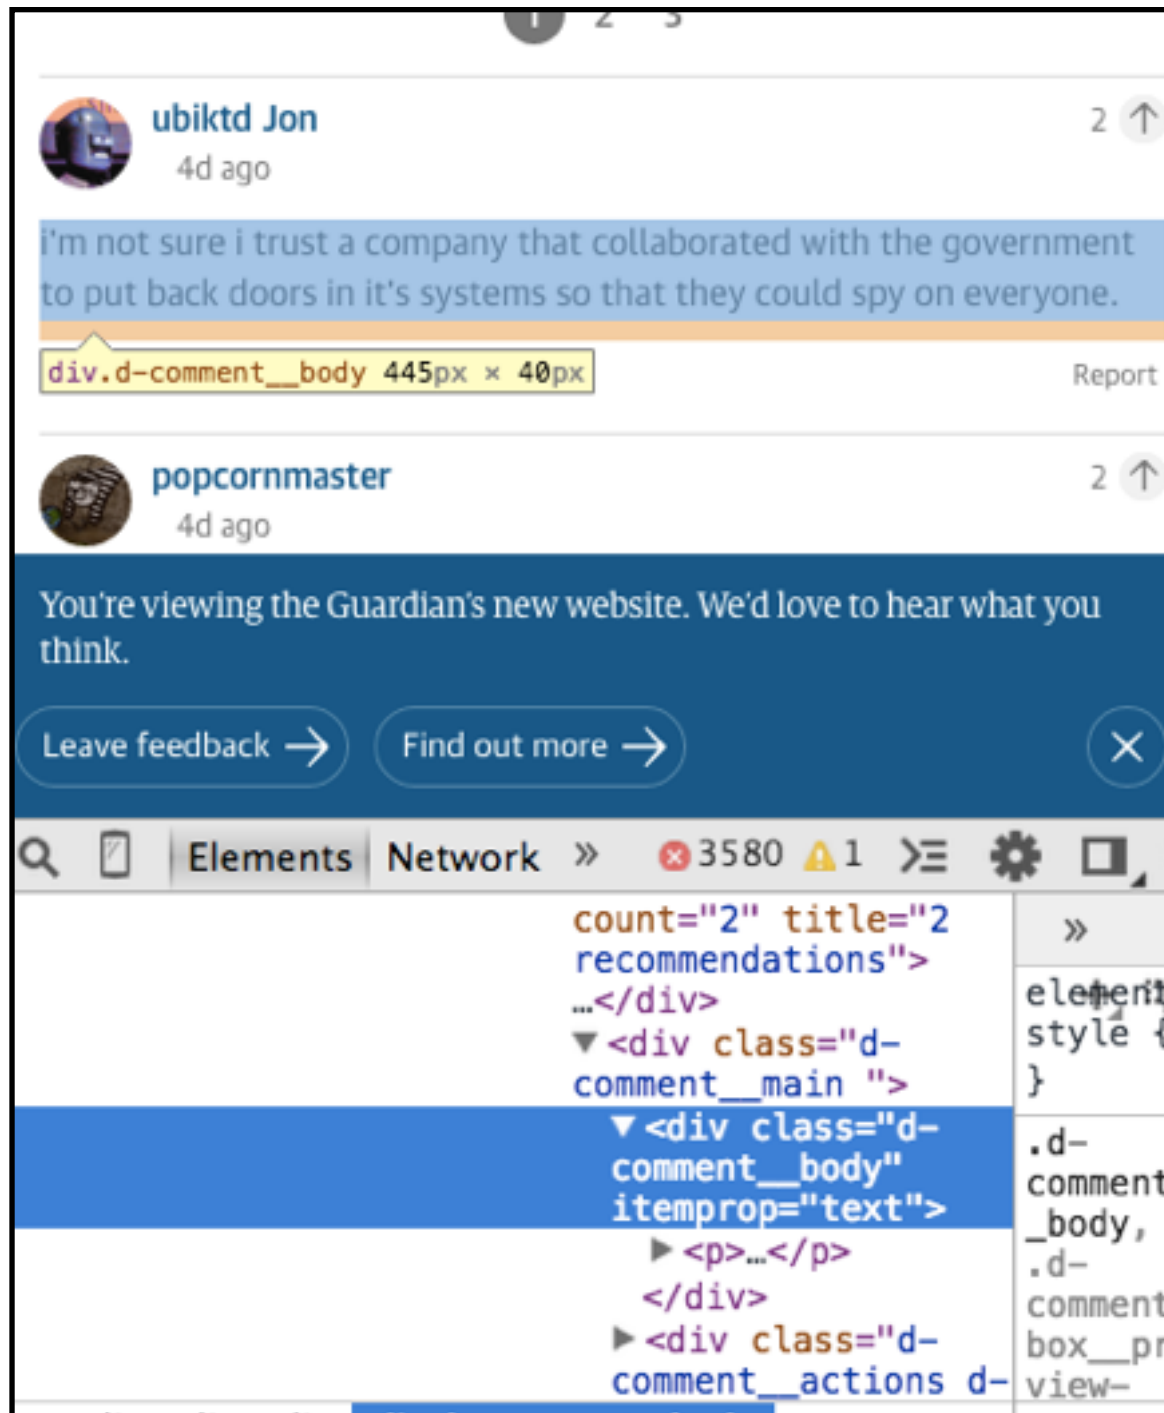 1 2 3
ubiktd Jon 2
4d ago
i'm not sure i trust a company that collaborated with the government
to put back doors in it's systems so that they could spy on everyone.
div.d-comment__body 445px × 40px
Report
popcornmaster 2
4d ago
You're viewing the Guardian's new website. We'd love to hear what you
think.
Leave feedback → Find out more →
Elements Network » 3580 1
count="2" title="2
recommendations">
…</div>
▼<div class="d-
comment__main ">
▼<div class="d-
comment__body"
itemprop="text">
▶<p>…</p>
</div>
▶<div class="d-
comment__actions d-
»
style {
}
.d-
comment
_body,
.d-
comment
box__pr
view-